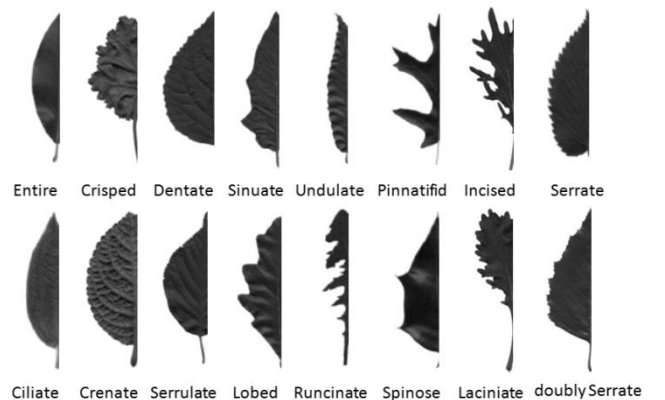 Entire Crisped Dentate Sinuate Undulate Pinnatifid Incised Serrate
Ciliate Crenate Serrulate Lobed Runcinate Spinose Laciniate doubly Serrate